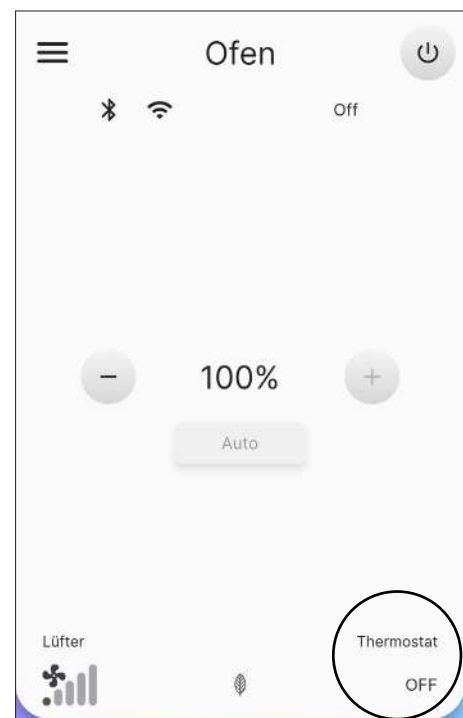 Ofen
Off
− 100% +
Auto
Lüfter
Thermostat
OFF